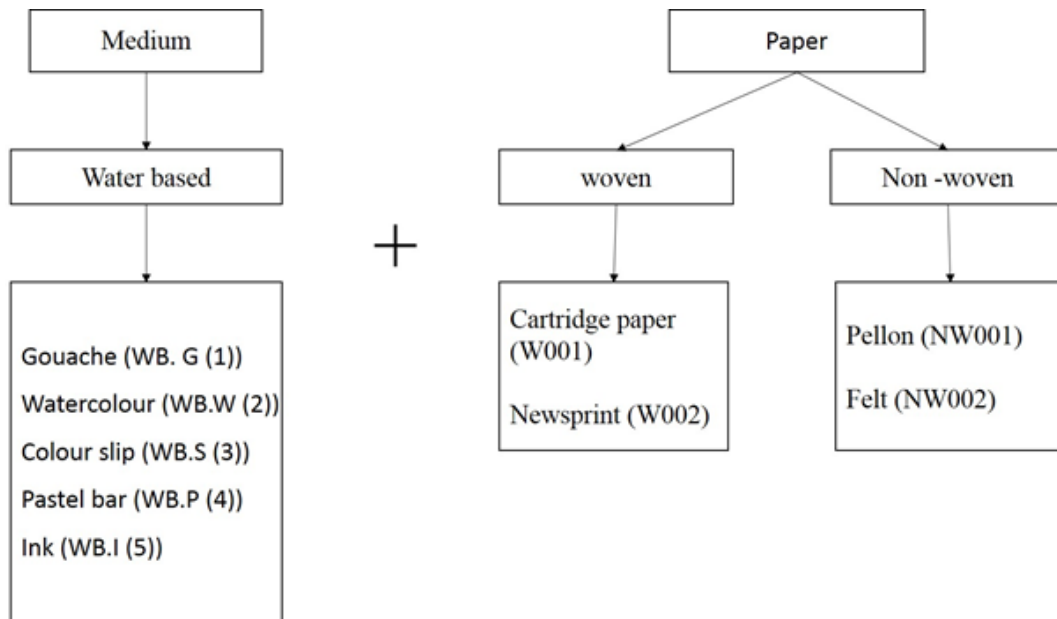 Medium
Paper
Water based
woven
Non -woven
+
Gouache (WB. G (1))
Watercolour (WB.W (2))
Colour slip (WB.S (3))
Pastel bar (WB.P (4))
Ink (WB.I (5))
Cartridge paper
(W001)
Newsprint (W002)
Pellon (NW001)
Felt (NW002)